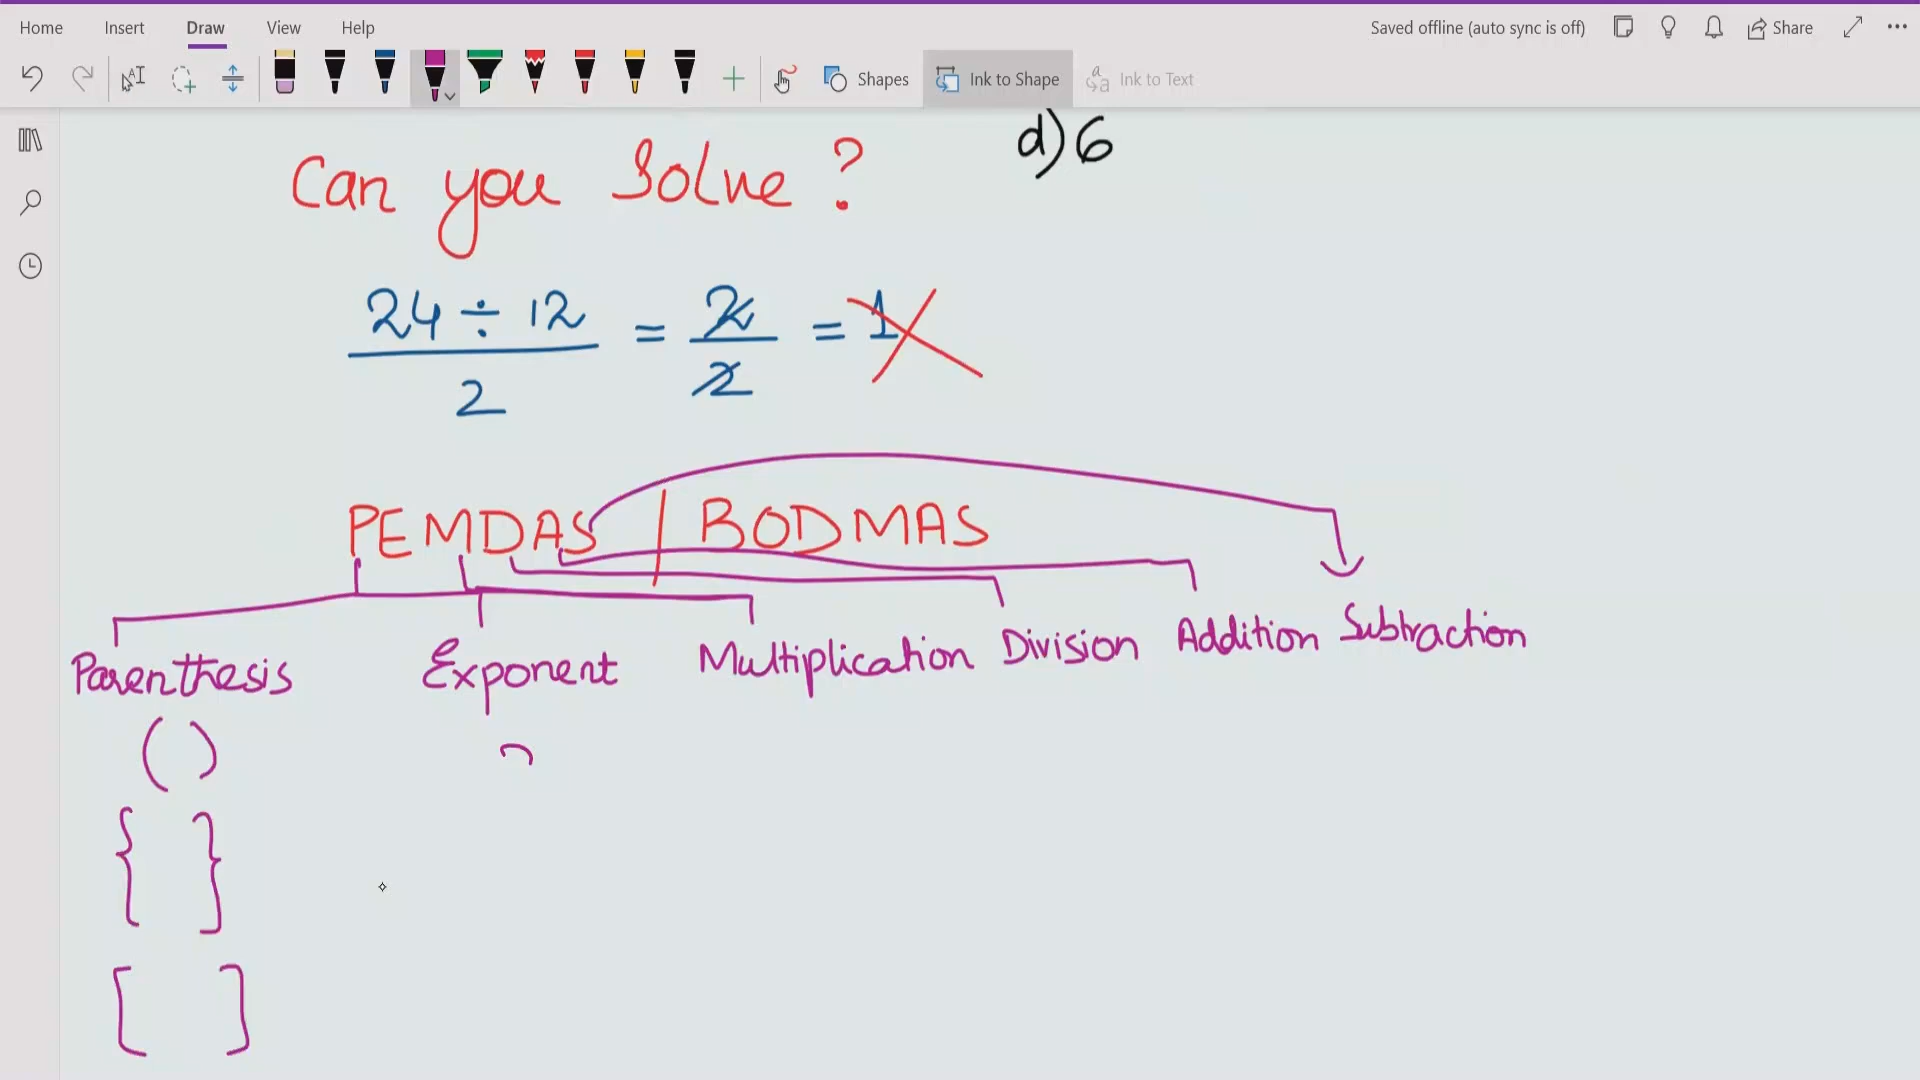 Home Insert Draw View Help Saved offline (auto sync is off) Share
Shapes Ink to Shape Ink to Text
d) 6
Can you Solve ?
24 ÷ 12 / 2 = 2/2 = 1
PEMDAS | BODMAS
Parenthesis Exponent Multiplication Division Addition Subtraction
( )
{ }
[ ]